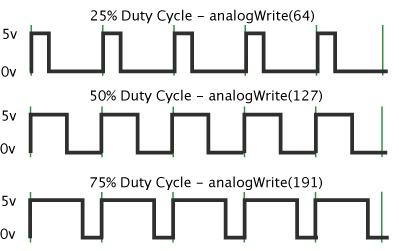 25% Duty Cycle – analogWrite(64)
5v
0v
50% Duty Cycle – analogWrite(127)
5v
0v
75% Duty Cycle – analogWrite(191)
5v
0v